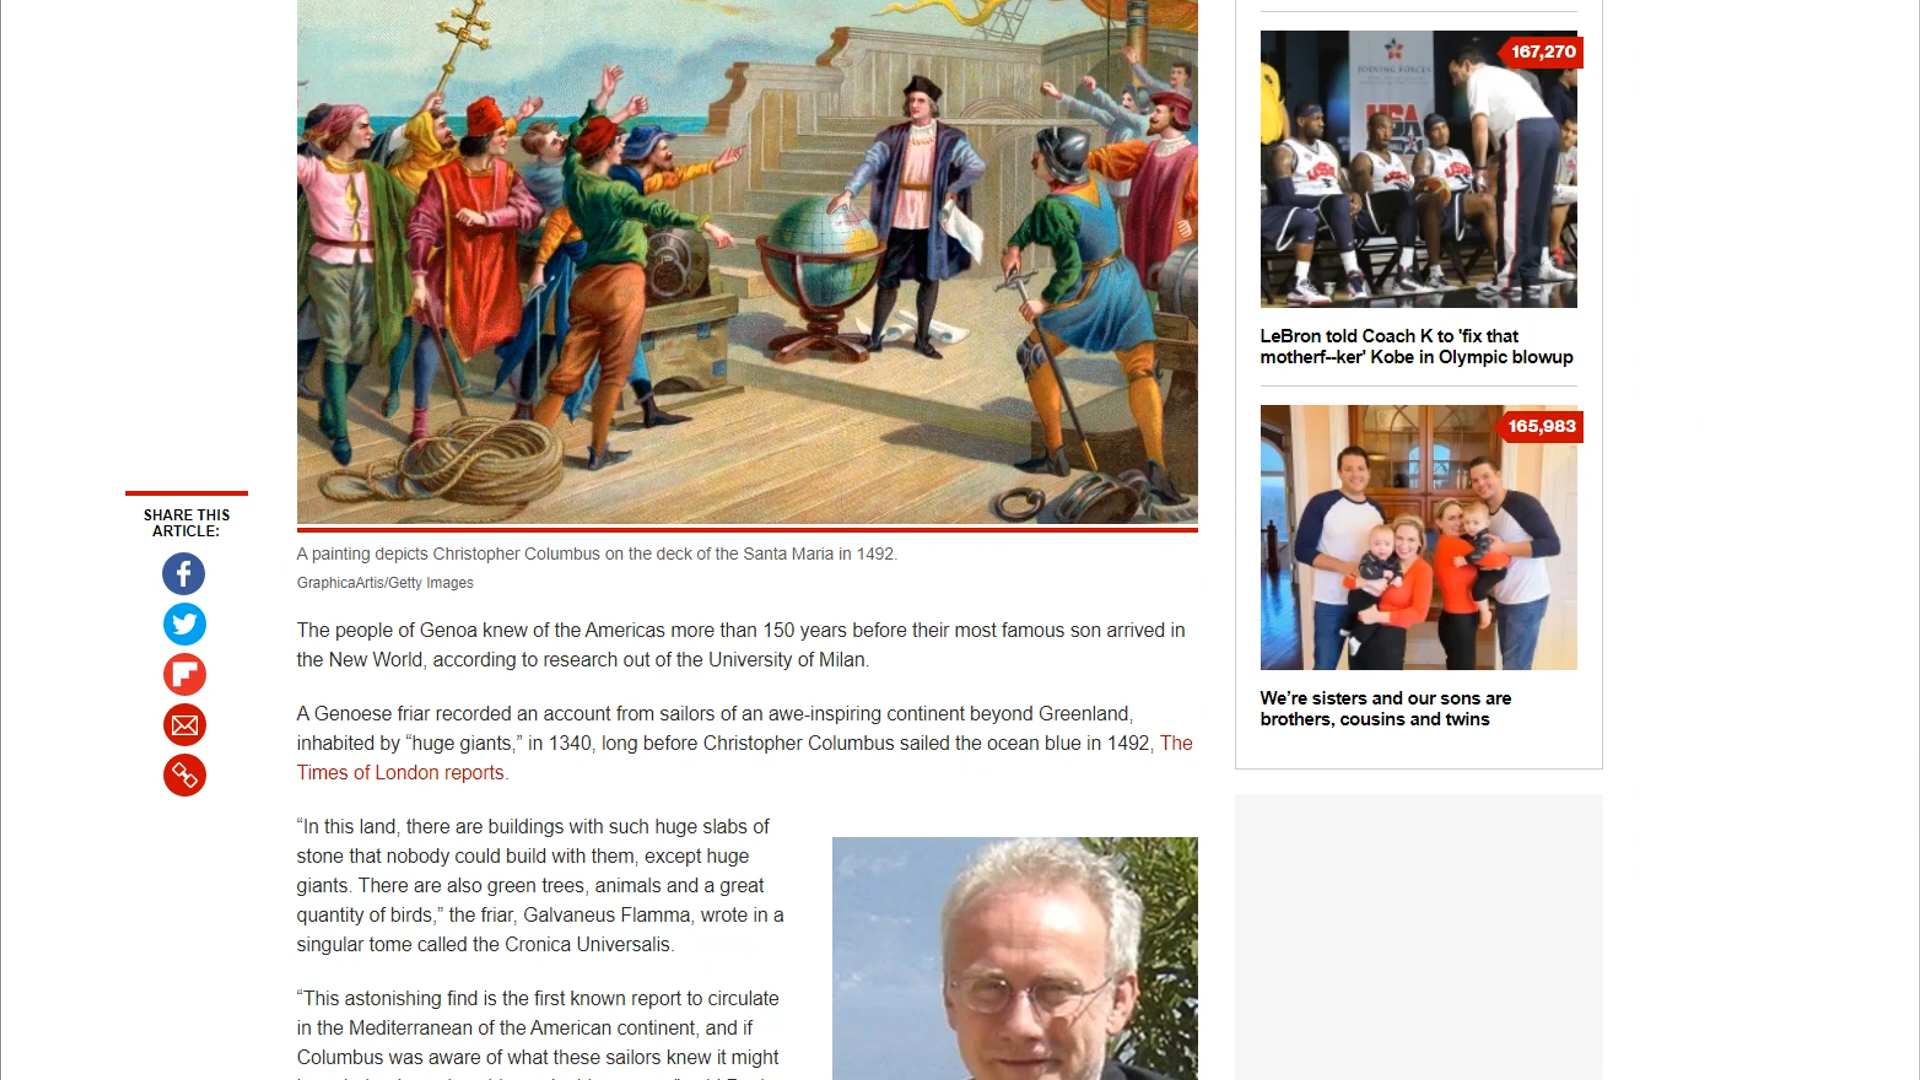 167,270
JOINING FORCES
USA
LeBron told Coach K to 'fix that
motherf--ker' Kobe in Olympic blowup
165,983
We’re sisters and our sons are
brothers, cousins and twins
SHARE THIS
ARTICLE:
A painting depicts Christopher Columbus on the deck of the Santa Maria in 1492.
GraphicaArtis/Getty Images
The people of Genoa knew of the Americas more than 150 years before their most famous son arrived in
the New World, according to research out of the University of Milan.
A Genoese friar recorded an account from sailors of an awe-inspiring continent beyond Greenland,
inhabited by “huge giants,” in 1340, long before Christopher Columbus sailed the ocean blue in 1492, The
Times of London reports.
“In this land, there are buildings with such huge slabs of
stone that nobody could build with them, except huge
giants. There are also green trees, animals and a great
quantity of birds,” the friar, Galvaneus Flamma, wrote in a
singular tome called the Cronica Universalis.
“This astonishing find is the first known report to circulate
in the Mediterranean of the American continent, and if
Columbus was aware of what these sailors knew it might